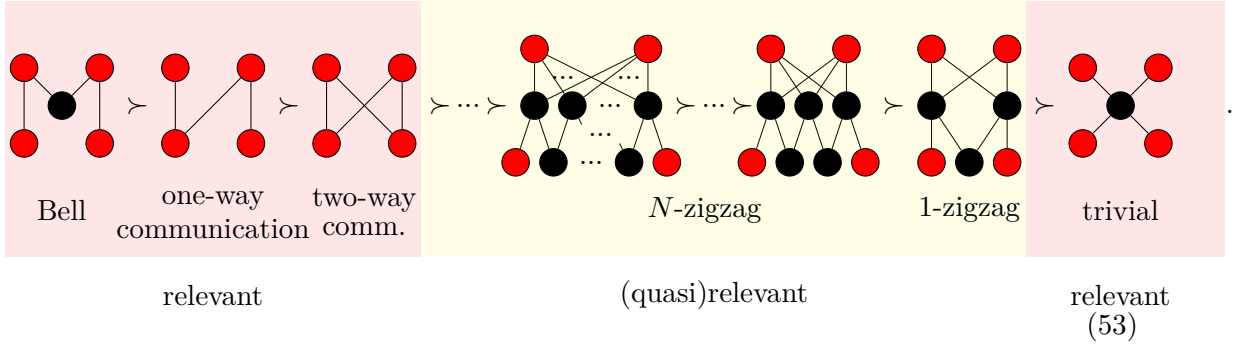 ≻ ≻ ≻ ··· ≻ ≻ ··· ≻ ≻ ≻ .
... ...
...
...
...
Bell one-way communication two-way comm. N-zigzag 1-zigzag trivial
relevant (quasi)relevant relevant
(53)